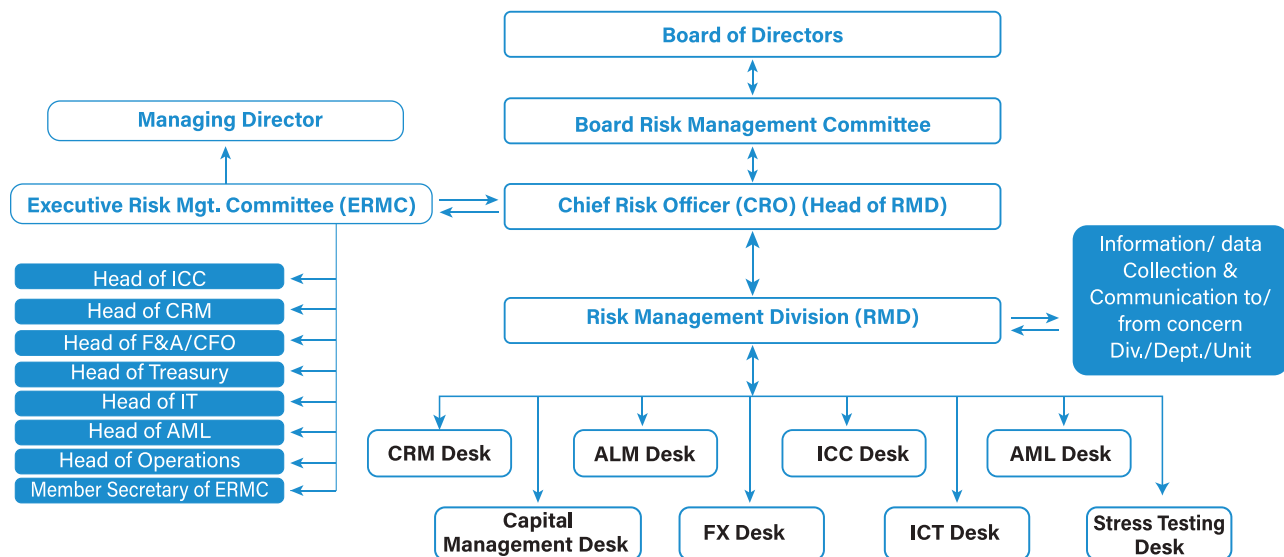 Board of Directors
Managing Director
Board Risk Management Committee
Executive Risk Mgt. Committee (ERMC)
Chief Risk Officer (CRO) (Head of RMD)
Head of ICC
Head of CRM
Head of F&A/CFO
Head of Treasury
Head of IT
Head of AML
Head of Operations
Member Secretary of ERMC
Risk Management Division (RMD)
Information/ data
Collection &
Communication to/
from concern
Div./Dept./Unit
CRM Desk
ALM Desk
ICC Desk
AML Desk
Capital
Management Desk
FX Desk
ICT Desk
Stress Testing
Desk